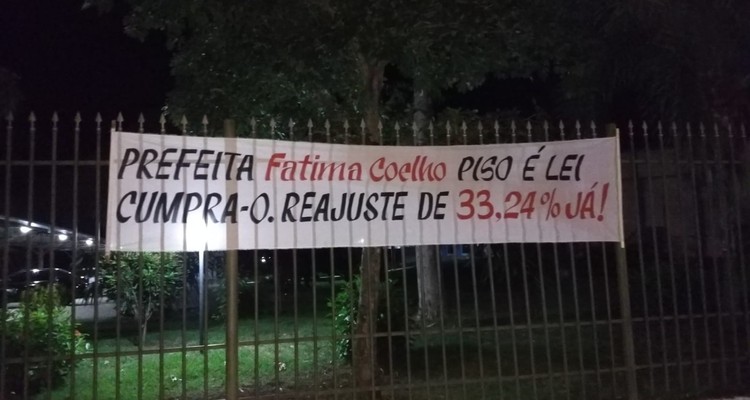 PREFEITA Fatima Coelho PISO É LEI
CUMPRA-O. REAJUSTE DE 33,24% JÁ!